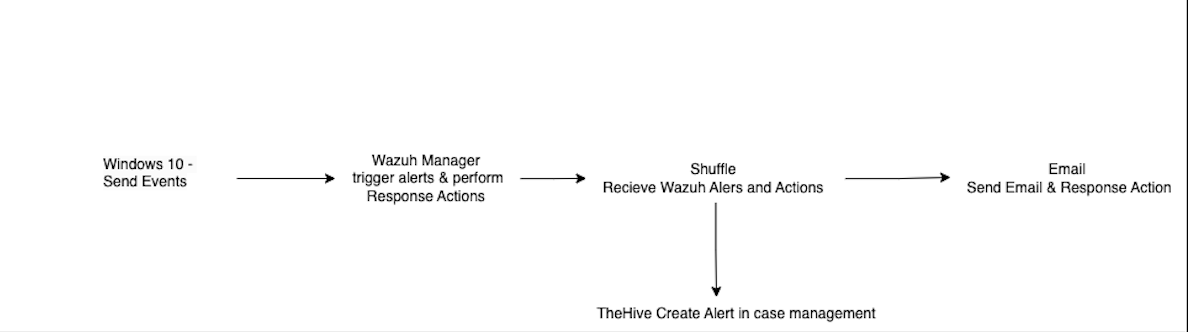 Windows 10 -
Send Events
Wazuh Manager
trigger alerts & perform
Response Actions
Shuffle
Recieve Wazuh Alers and Actions
Email
Send Email & Response Action
TheHive Create Alert in case management